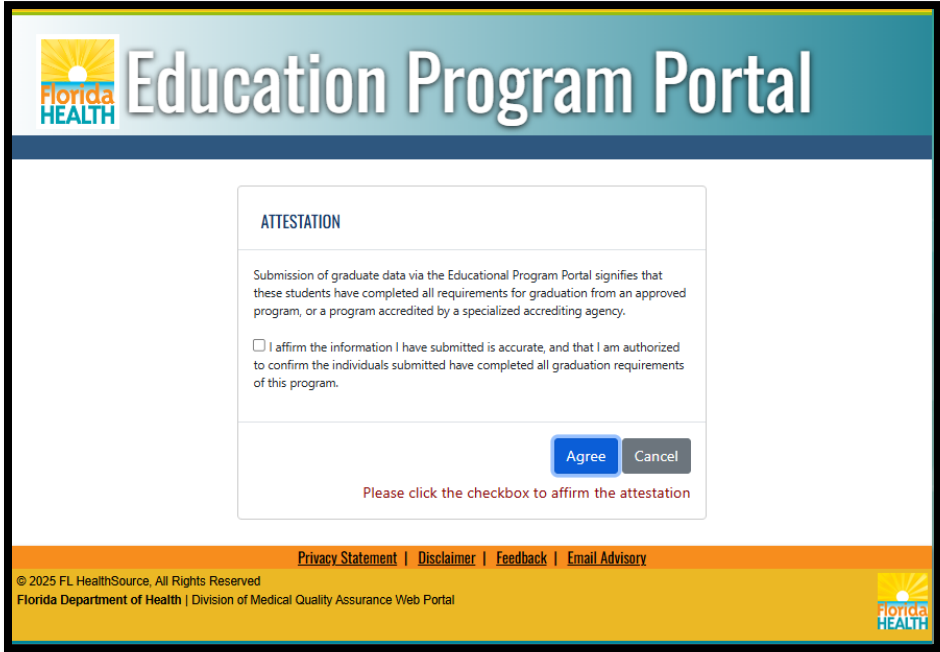 Florida
HEALTH
Education Program Portal
ATTESTATION
Submission of graduate data via the Educational Program Portal signifies that
these students have completed all requirements for graduation from an approved
program, or a program accredited by a specialized accrediting agency.
I affirm the information I have submitted is accurate, and that I am authorized
to confirm the individuals submitted have completed all graduation requirements
of this program.
Agree Cancel
Please click the checkbox to affirm the attestation
Privacy Statement | Disclaimer | Feedback | Email Advisory
© 2025 FL HealthSource, All Rights Reserved
Florida Department of Health | Division of Medical Quality Assurance Web Portal
Florida
HEALTH